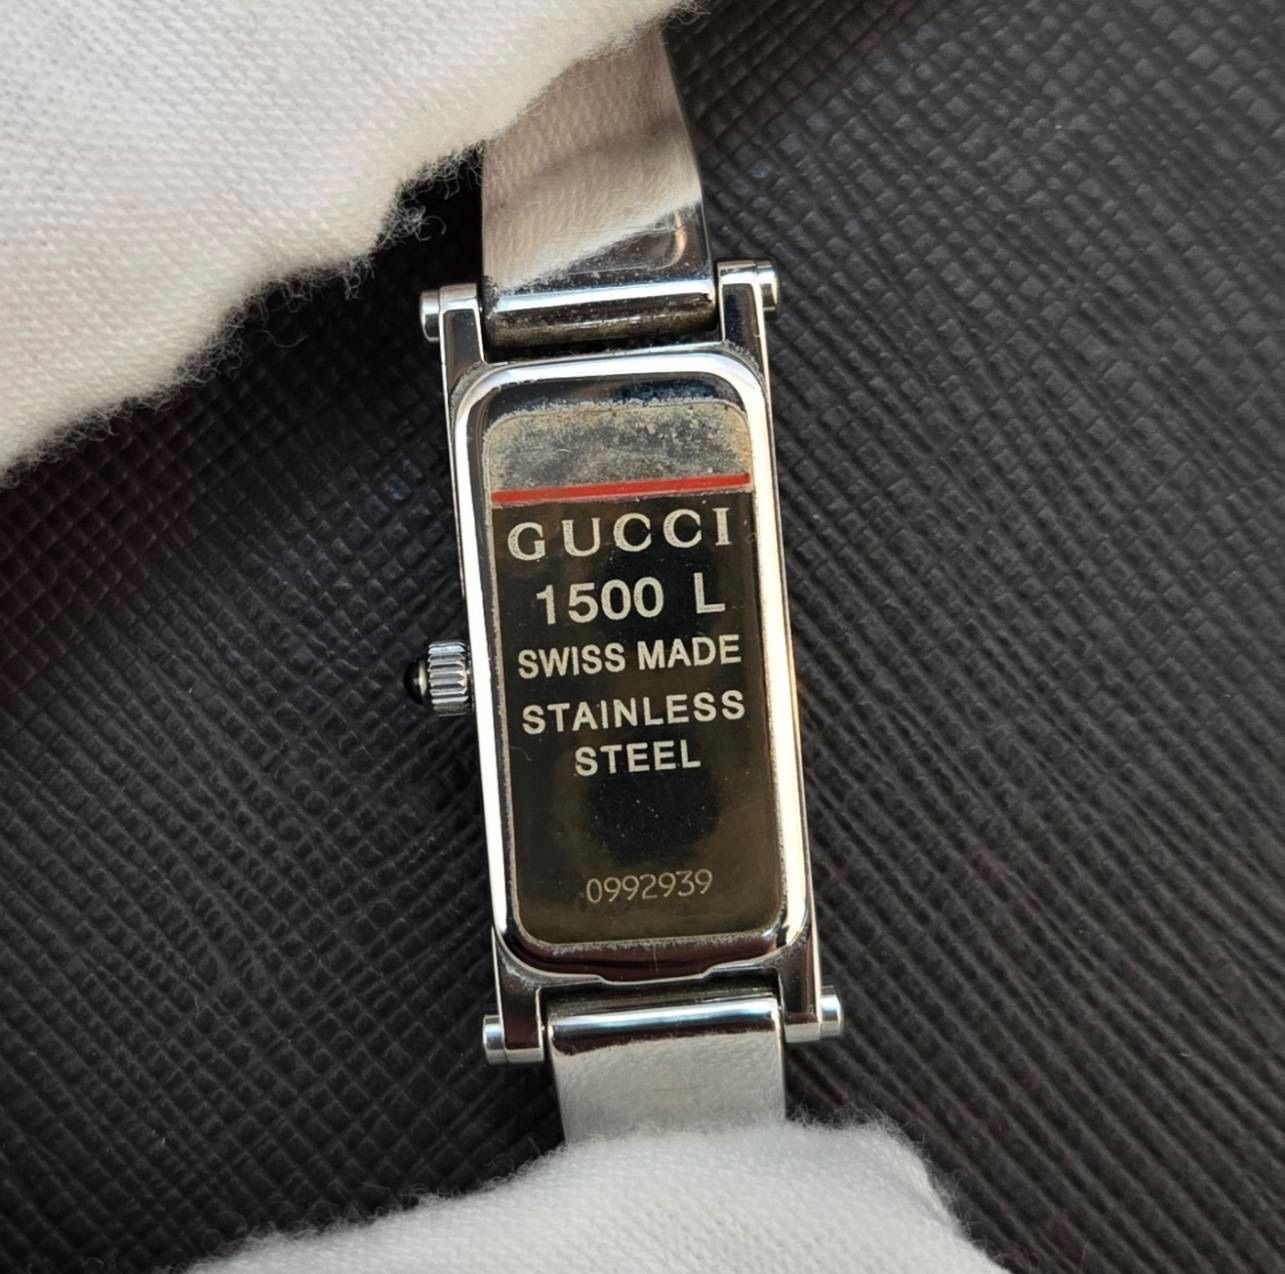 GUCCI
1500 L
SWISS MADE
STAINLESS
STEEL
0992939